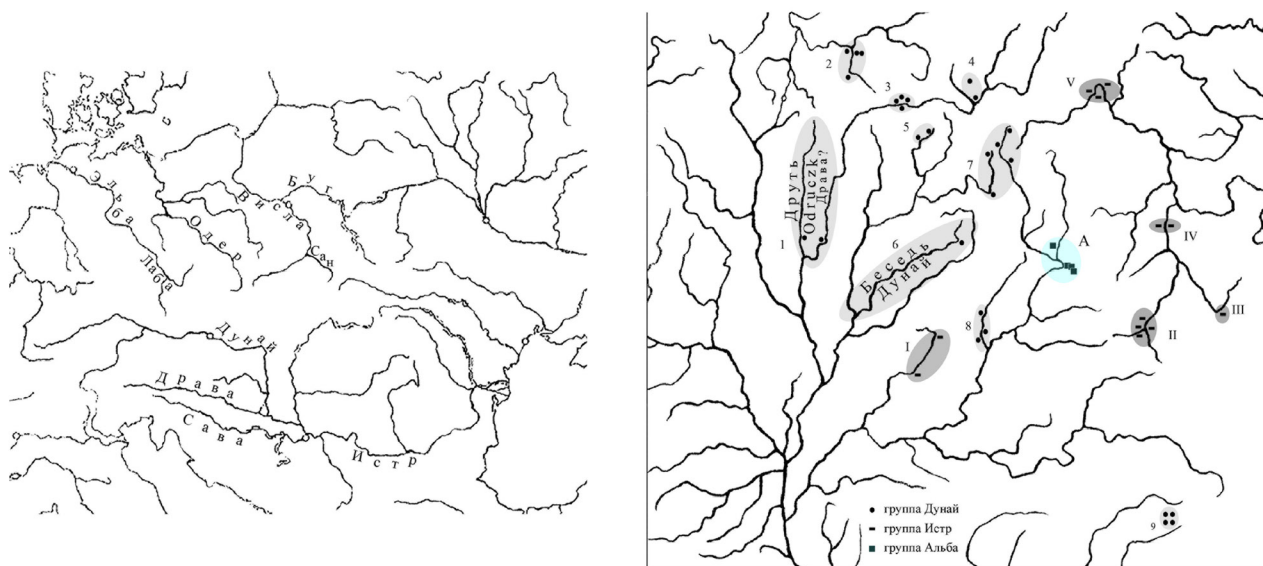 Эльба
Лаба
Одер
Висла
Буг
Сан
Дунай
Драва
Сава
Истр
2
3
4
5
V
7
Друть
Odruczk
Драва?
1
6
Беседь
Дунай
А
IV
III
II
8
I
9
группа Дунай
группа Истр
группа Альба